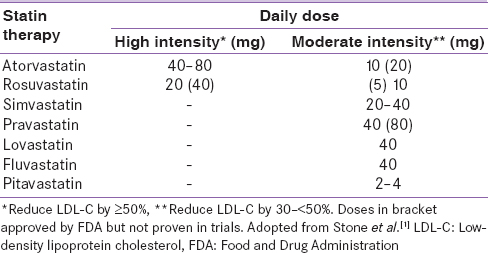 Statin therapy Daily dose
High intensity* (mg) Moderate intensity** (mg)
Atorvastatin 40–80 10 (20)
Rosuvastatin 20 (40) (5) 10
Simvastatin - 20–40
Pravastatin - 40 (80)
Lovastatin - 40
Fluvastatin - 40
Pitavastatin - 2–4
*Reduce LDL-C by ≥50%, **Reduce LDL-C by 30-<50%. Doses in bracket
approved by FDA but not proven in trials. Adopted from Stone et al.[1] LDL-C: Low-
density lipoprotein cholesterol, FDA: Food and Drug Administration